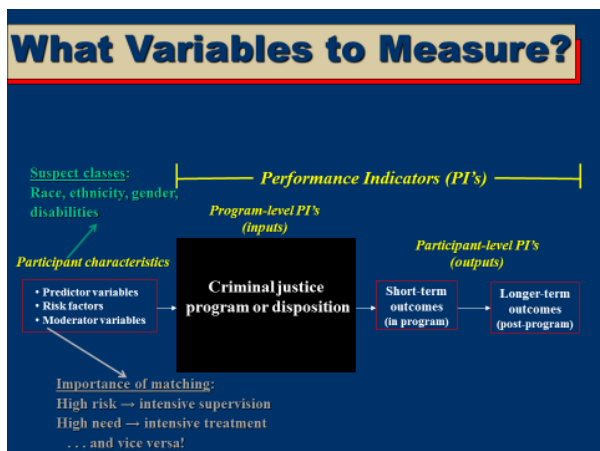 What Variables to Measure?
Suspect classes:
Race, ethnicity, gender,
disabilities
Performance Indicators (PI's)
Program-level PI's
(inputs)
Participant-level PI's
(outputs)
Participant characteristics
• Predictor variables
• Risk factors
• Moderator variables
Criminal justice
program or disposition
Short-term
outcomes
(in program)
Longer-term
outcomes
(post-program)
Importance of matching:
High risk → intensive supervision
High need → intensive treatment
. . . and vice versa!